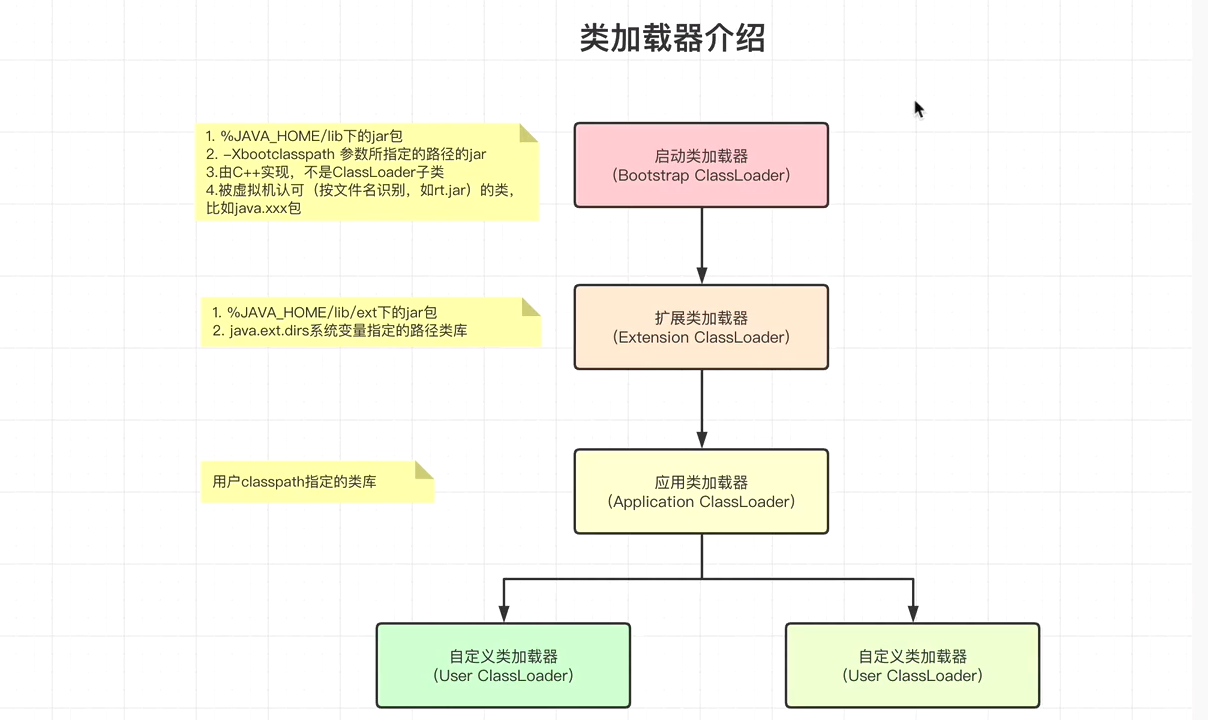 类加载器介绍
1. %JAVA_HOME/lib下的jar包
2. -Xbootclasspath 参数所指定的路径的jar
3.由C++实现，不是ClassLoader子类
4.被虚拟机认可（按文件名识别，如rt.jar）的类，
比如java.xxx包
启动类加载器
（Bootstrap ClassLoader）
1. %JAVA_HOME/lib/ext下的jar包
2. java.ext.dirs系统变量指定的路径类库
扩展类加载器
（Extension ClassLoader）
用户classpath指定的类库
应用类加载器
（Application ClassLoader）
自定义类加载器
（User ClassLoader）
自定义类加载器
（User ClassLoader）